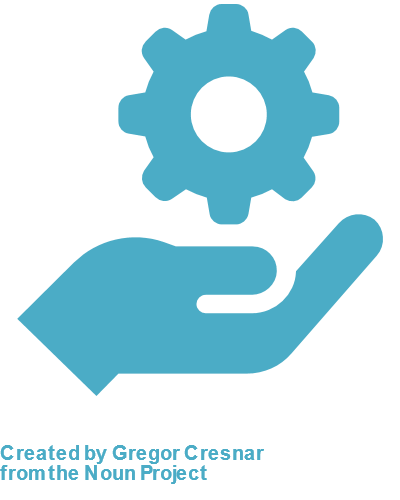 Created by Gregor Cresnar
from the Noun Project